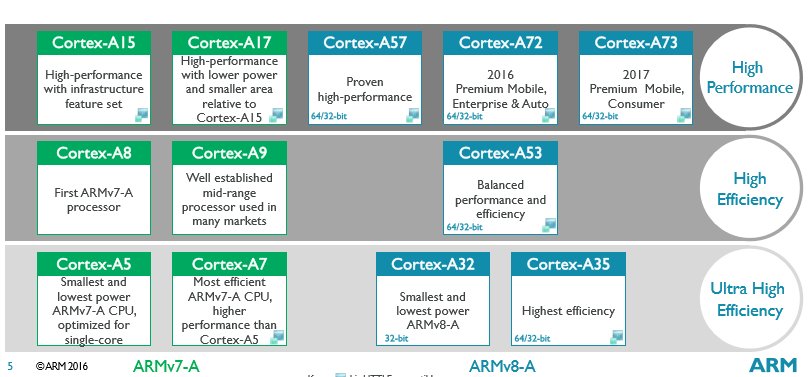 Cortex-A15
High-performance
with infrastructure
feature set
Cortex-A17
High-performance
with lower power
and smaller area
relative to
Cortex-A15
Cortex-A57
Proven
high-performance
64/32-bit
Cortex-A72
2016
Premium Mobile,
Enterprise & Auto
64/32-bit
Cortex-A73
2017
Premium Mobile,
Consumer
64/32-bit
High
Performance
Cortex-A8
First ARMv7-A
processor
Cortex-A9
Well established
mid-range
processor used in
many markets
Cortex-A53
Balanced
performance and
efficiency
64/32-bit
High
Efficiency
Cortex-A5
Smallest and
lowest power
ARMv7-A CPU,
optimized for
single-core
Cortex-A7
Most efficient
ARMv7-A CPU,
higher
performance than
Cortex-A5
Cortex-A32
Smallest and
lowest power
ARMv8-A
32-bit
Cortex-A35
Highest efficiency
64/32-bit
Ultra High
Efficiency
5 ©ARM 2016 ARMv7-A ARMv8-A ARM